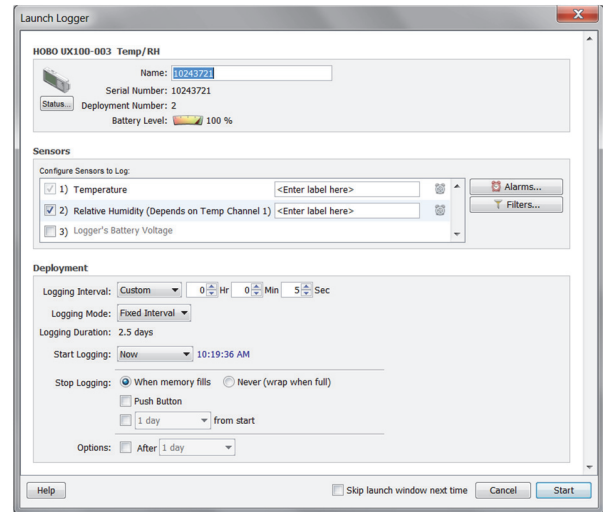 Launch Logger
HOBO UX100-003 Temp/RH
Name: 10243721
Serial Number: 10243721
Status... Deployment Number: 2
Battery Level: 100 %
Sensors
Configure Sensors to Log:
1) Temperature <Enter label here> Alarms...
2) Relative Humidity (Depends on Temp Channel 1) <Enter label here> Filters...
3) Logger's Battery Voltage
Deployment
Logging Interval: Custom 0 Hr 0 Min 5 Sec
Logging Mode: Fixed Interval
Logging Duration: 2.5 days
Start Logging: Now 10:19:36 AM
Stop Logging: When memory fills Never (wrap when full)
Push Button
1 day from start
Options: After 1 day
Help Skip launch window next time Cancel Start